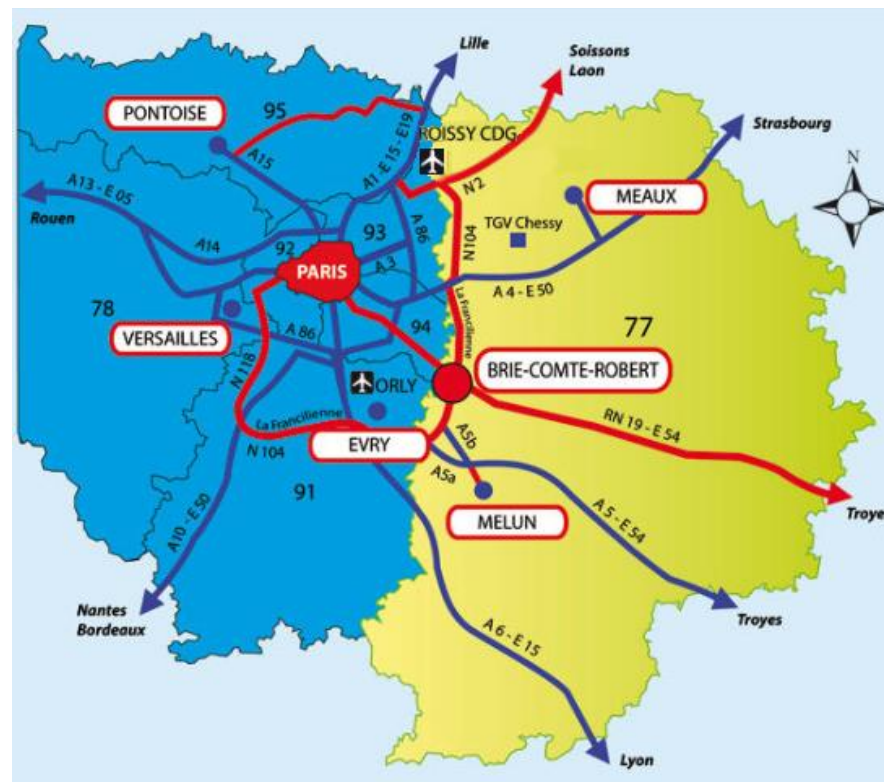 Lille
Soissons
Laon
95
PONTOISE
ROISSY CDG
Strasbourg
A15
A1 - E 15 - E19
N
A13 - E 05
N2
MEAUX
Rouen
A14
92
93
A 86
N104
TGV Chessy
PARIS
A 3
A 4 - E 50
78
La Francilienne
77
VERSAILLES
A 86
94
N 118
BRIE-COMTE-ROBERT
ORLY
La Francilienne
RN 19 - E 54
EVRY
A5b
N 104
A5a
91
MELUN
A10 - E50
A 5 - E 54
Troye
Nantes
Bordeaux
A 6 - E 15
Troyes
Lyon